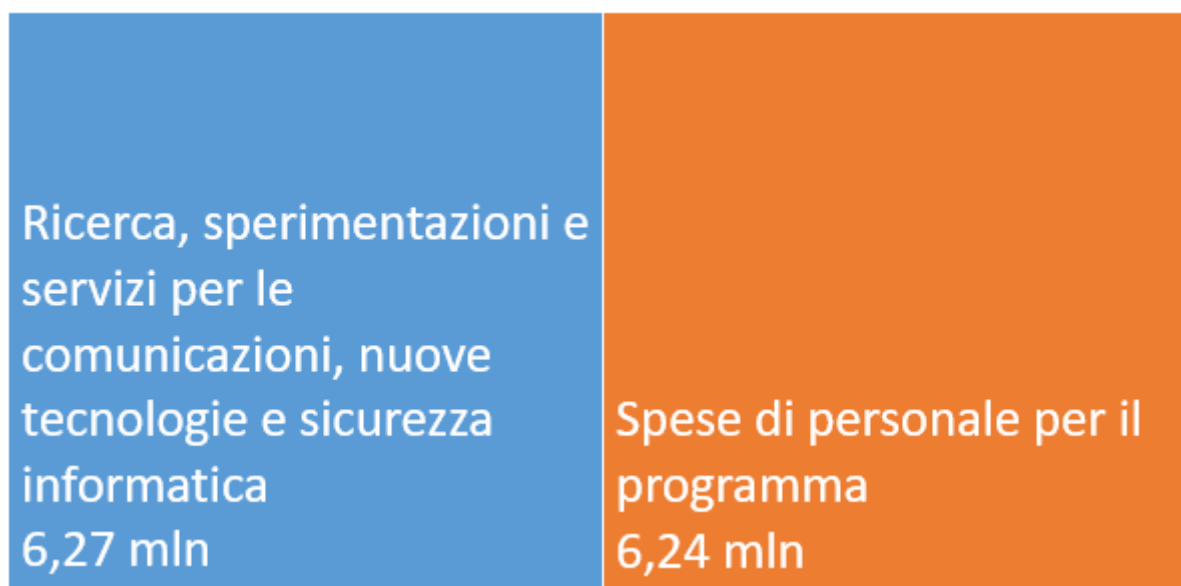 Ricerca, sperimentazioni e
servizi per le
comunicazioni, nuove
tecnologie e sicurezza
informatica
6,27 mln
Spese di personale per il
programma
6,24 mln